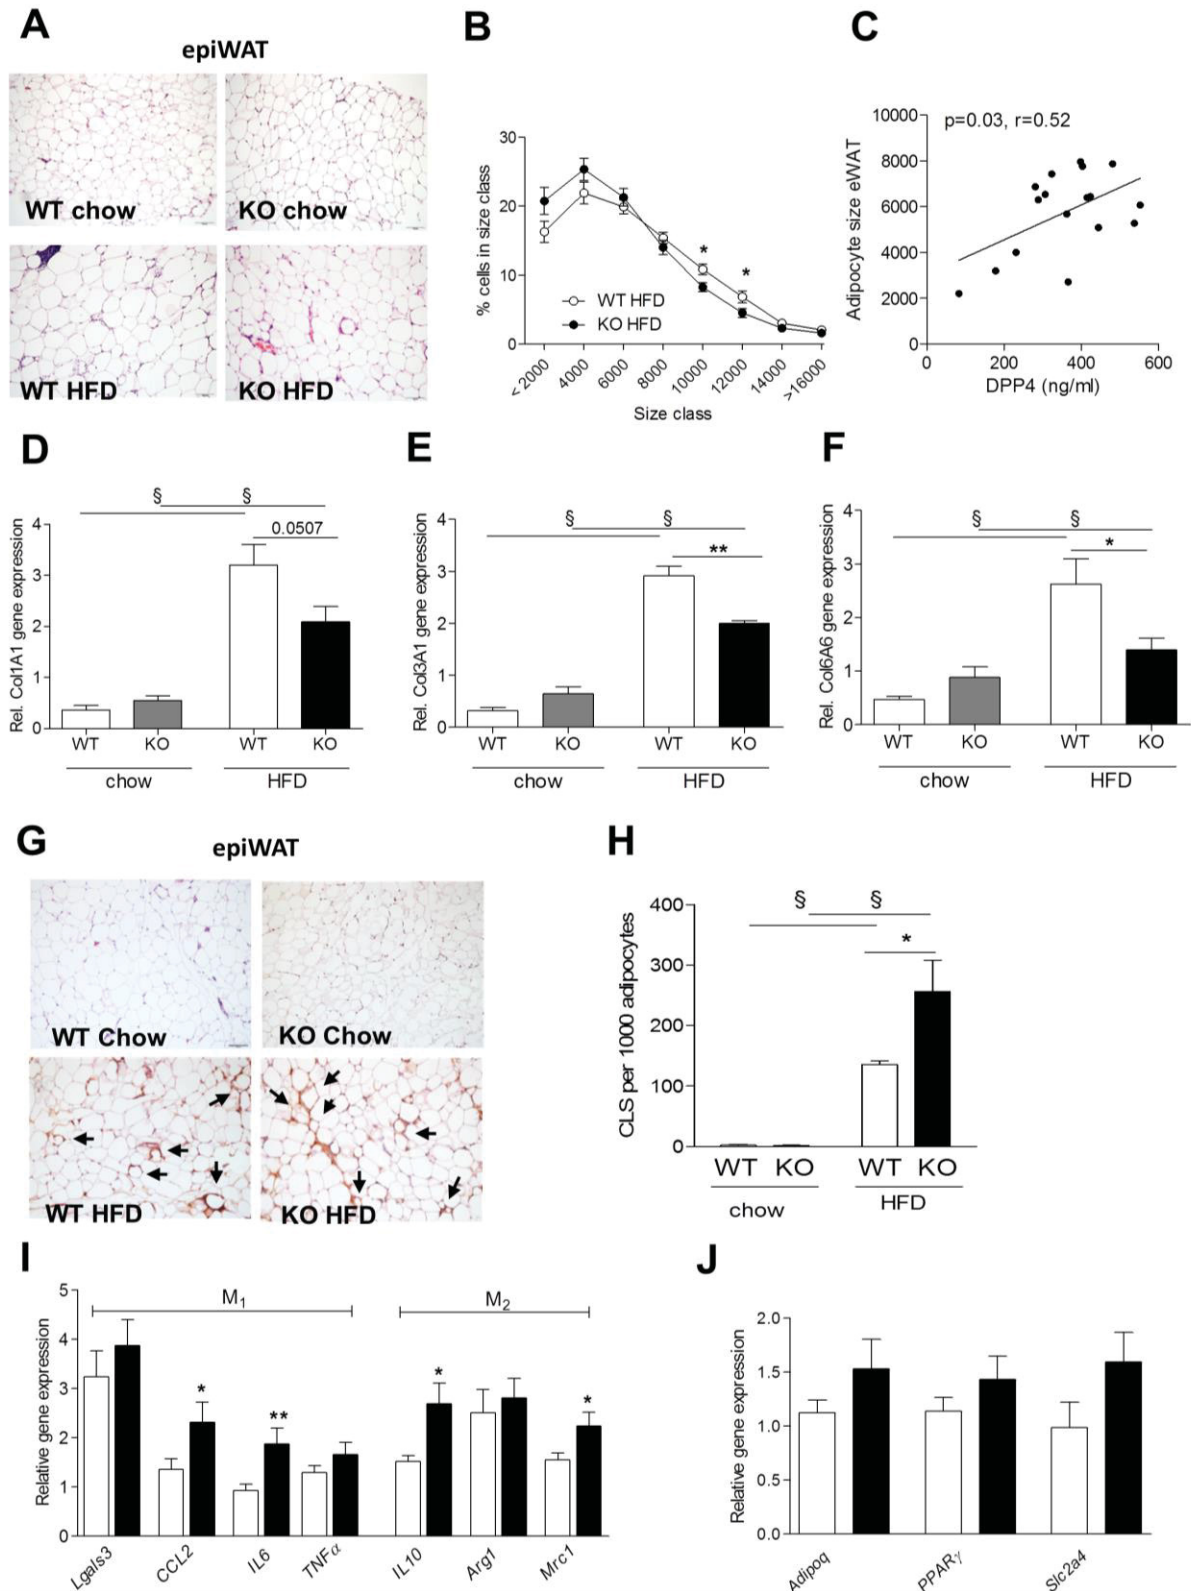 A
epiWAT
WT chow
KO chow
WT HFD
KO HFD
B
% cells in size class
30
20
10
0
*
*
WT HFD
KO HFD
< 2000
4000
6000
8000
10000
12000
14000
>16000
Size class
C
Adipocyte size eWAT
p=0.03, r=0.52
10000
8000
6000
4000
2000
0
0
200
400
600
DPP4 (ng/ml)
D
Rel. Col1A1 gene expression
§
§
0.0507
4
3
2
1
0
WT
KO
WT
KO
chow
HFD
E
Rel. Col3A1 gene expression
§
§
**
4
3
2
1
0
WT
KO
WT
KO
chow
HFD
F
Rel. Col6A6 gene expression
§
§
*
4
3
2
1
0
WT
KO
WT
KO
chow
HFD
G
epiWAT
WT Chow
KO Chow
WT HFD
KO HFD
H
CLS per 1000 adipocytes
§
§
*
400
300
200
100
0
WT KO
WT KO
chow
HFD
I
Relative gene expression
M1
M2
5
4
3
2
1
0
*
**
*
*
Lgals3
CCL2
IL6
TNFα
IL10
Arg1
Mrc1
J
Relative gene expression
2.0
1.5
1.0
0.5
0.0
Adipoq
PPARγ
Slc2a4